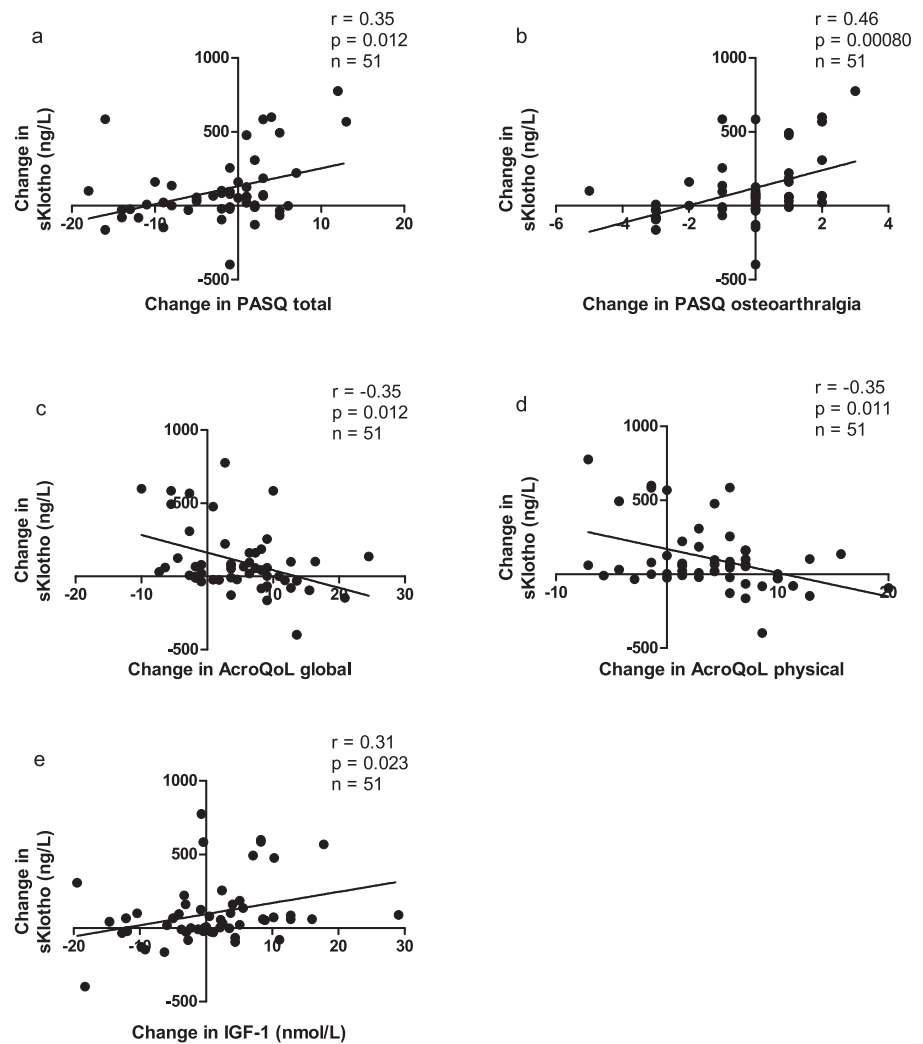 a
r = 0.35
p = 0.012
n = 51
1000
500
-500
-20
-10
10
20
Change in
sKlotho (ng/L)
Change in PASQ total
b
r = 0.46
p = 0.00080
n = 51
1000
500
-500
-6
-4
-2
2
4
Change in
sKlotho (ng/L)
Change in PASQ osteoarthralgia
c
r = -0.35
p = 0.012
n = 51
1000
500
-500
-20
-10
10
20
30
Change in
sKlotho (ng/L)
Change in AcroQoL global
d
r = -0.35
p = 0.011
n = 51
1000
500
-500
-10
10
20
Change in
sKlotho (ng/L)
Change in AcroQoL physical
e
r = 0.31
p = 0.023
n = 51
1000
500
-500
-20
-10
10
20
30
Change in
sKlotho (ng/L)
Change in IGF-1 (nmol/L)